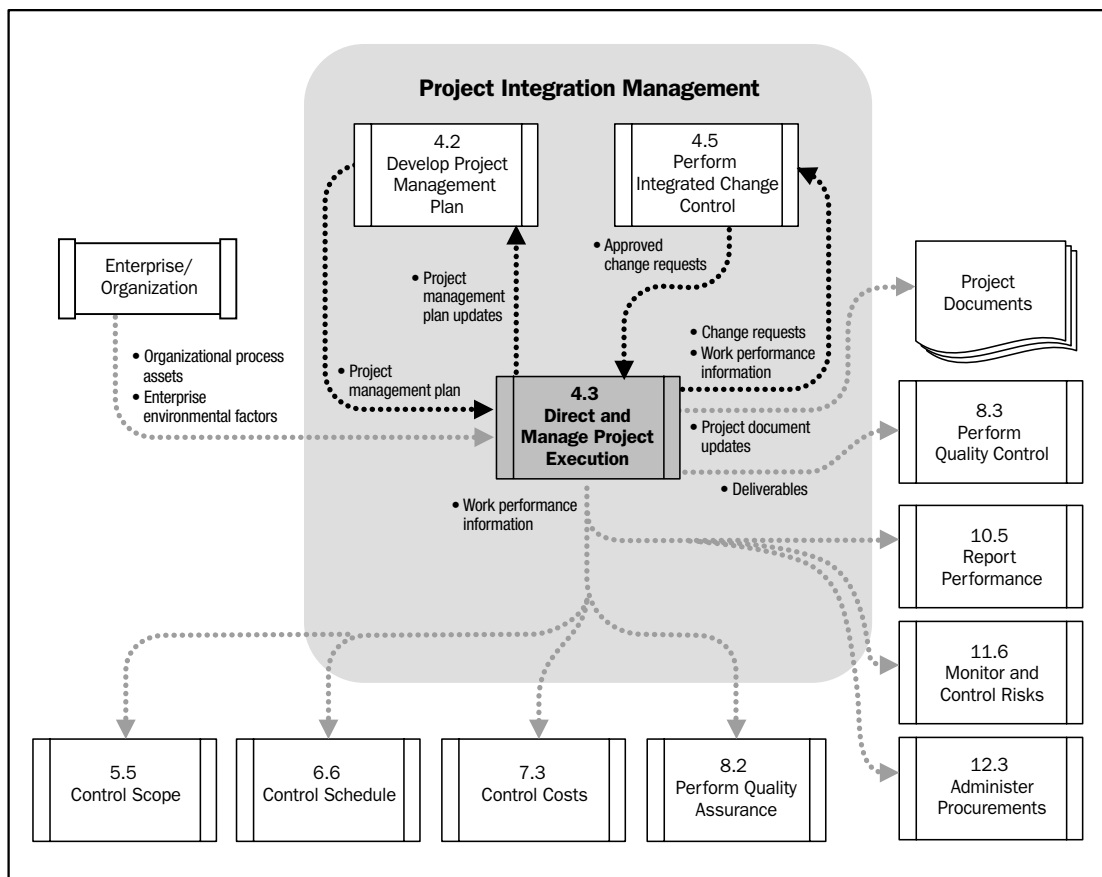 Project Integration Management
4.2
Develop Project
Management
Plan
4.5
Perform
Integrated Change
Control
Enterprise/
Organization
• Approved
change requests
• Project
management
plan updates
Project
Documents
• Organizational process
assets
• Enterprise
environmental factors
• Change requests
• Work performance
information
• Project
management plan
4.3
Direct and
Manage Project
Execution
• Project document
updates
8.3
Perform
Quality Control
• Deliverables
• Work performance
information
10.5
Report
Performance
11.6
Monitor and
Control Risks
5.5
Control Scope
6.6
Control Schedule
7.3
Control Costs
8.2
Perform Quality
Assurance
12.3
Administer
Procurements